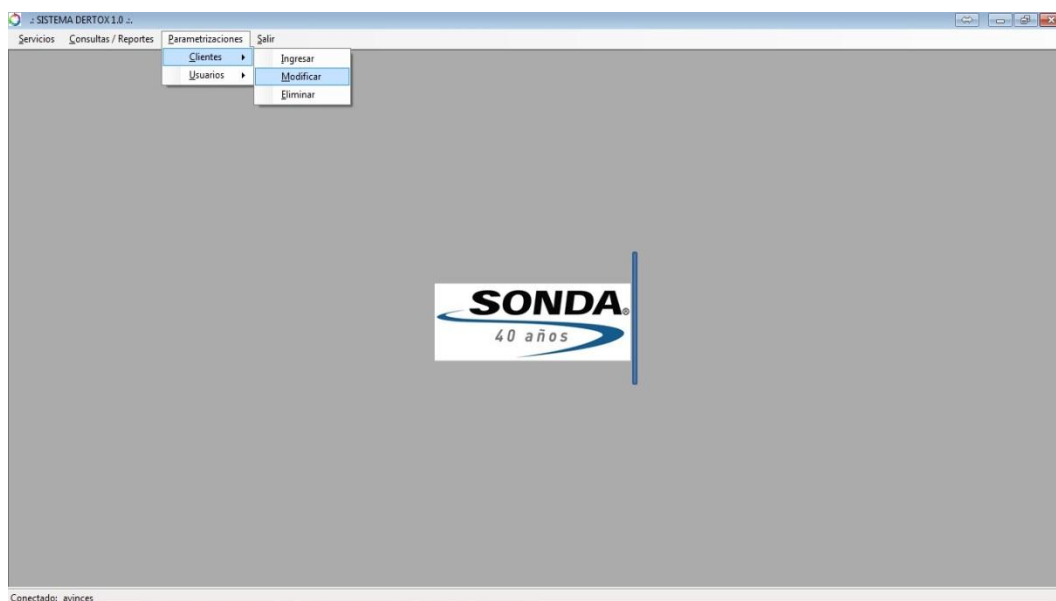 .: SISTEMA DERTOX 1.0 :.
Servicios Consultas / Reportes Parametrizaciones Salir
Clientes Ingresar
Usuarios Modificar
Eliminar
SONDA®
40 años
Conectado: avinces